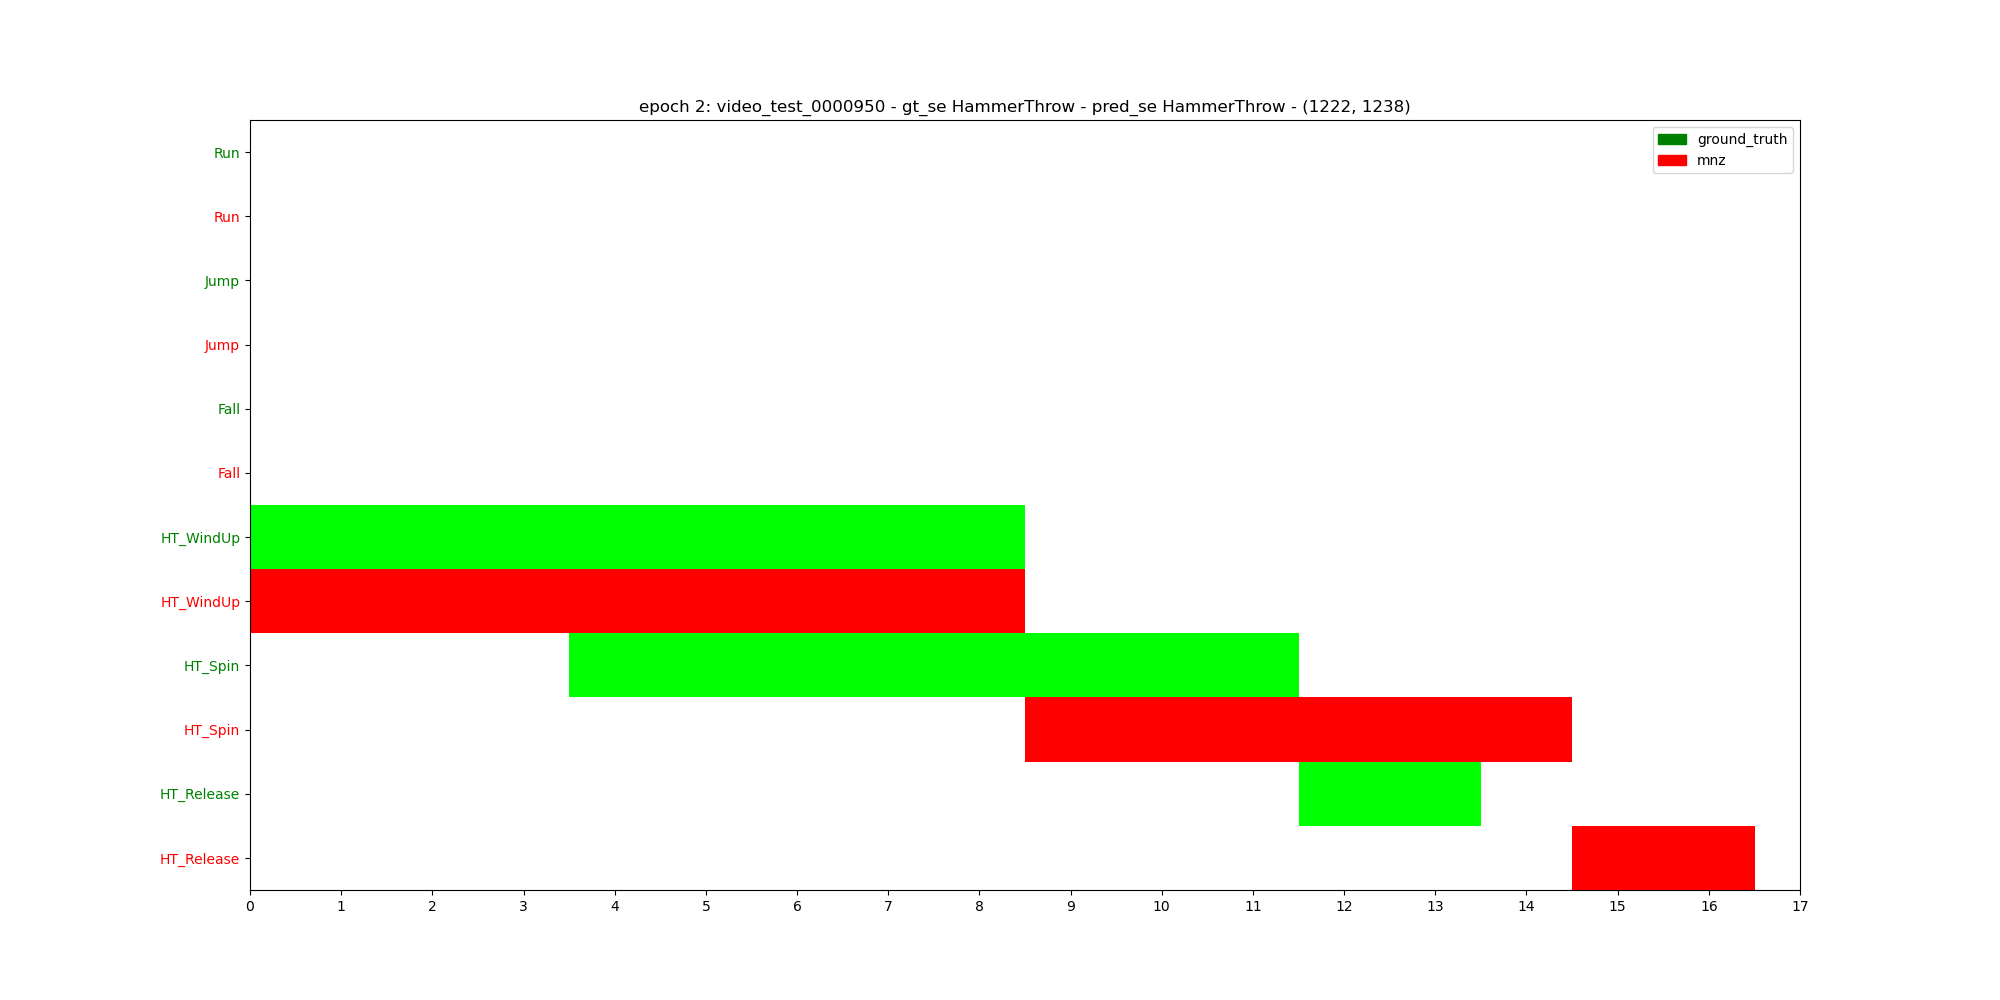 epoch 2: video_test_0000950 - gt_se HammerThrow - pred_se HammerThrow - (1222, 1238)
ground_truth
mnz
Run
Run
Jump
Jump
Fall
Fall
HT_WindUp
HT_WindUp
HT_Spin
HT_Spin
HT_Release
HT_Release
0 1 2 3 4 5 6 7 8 9 10 11 12 13 14 15 16 17